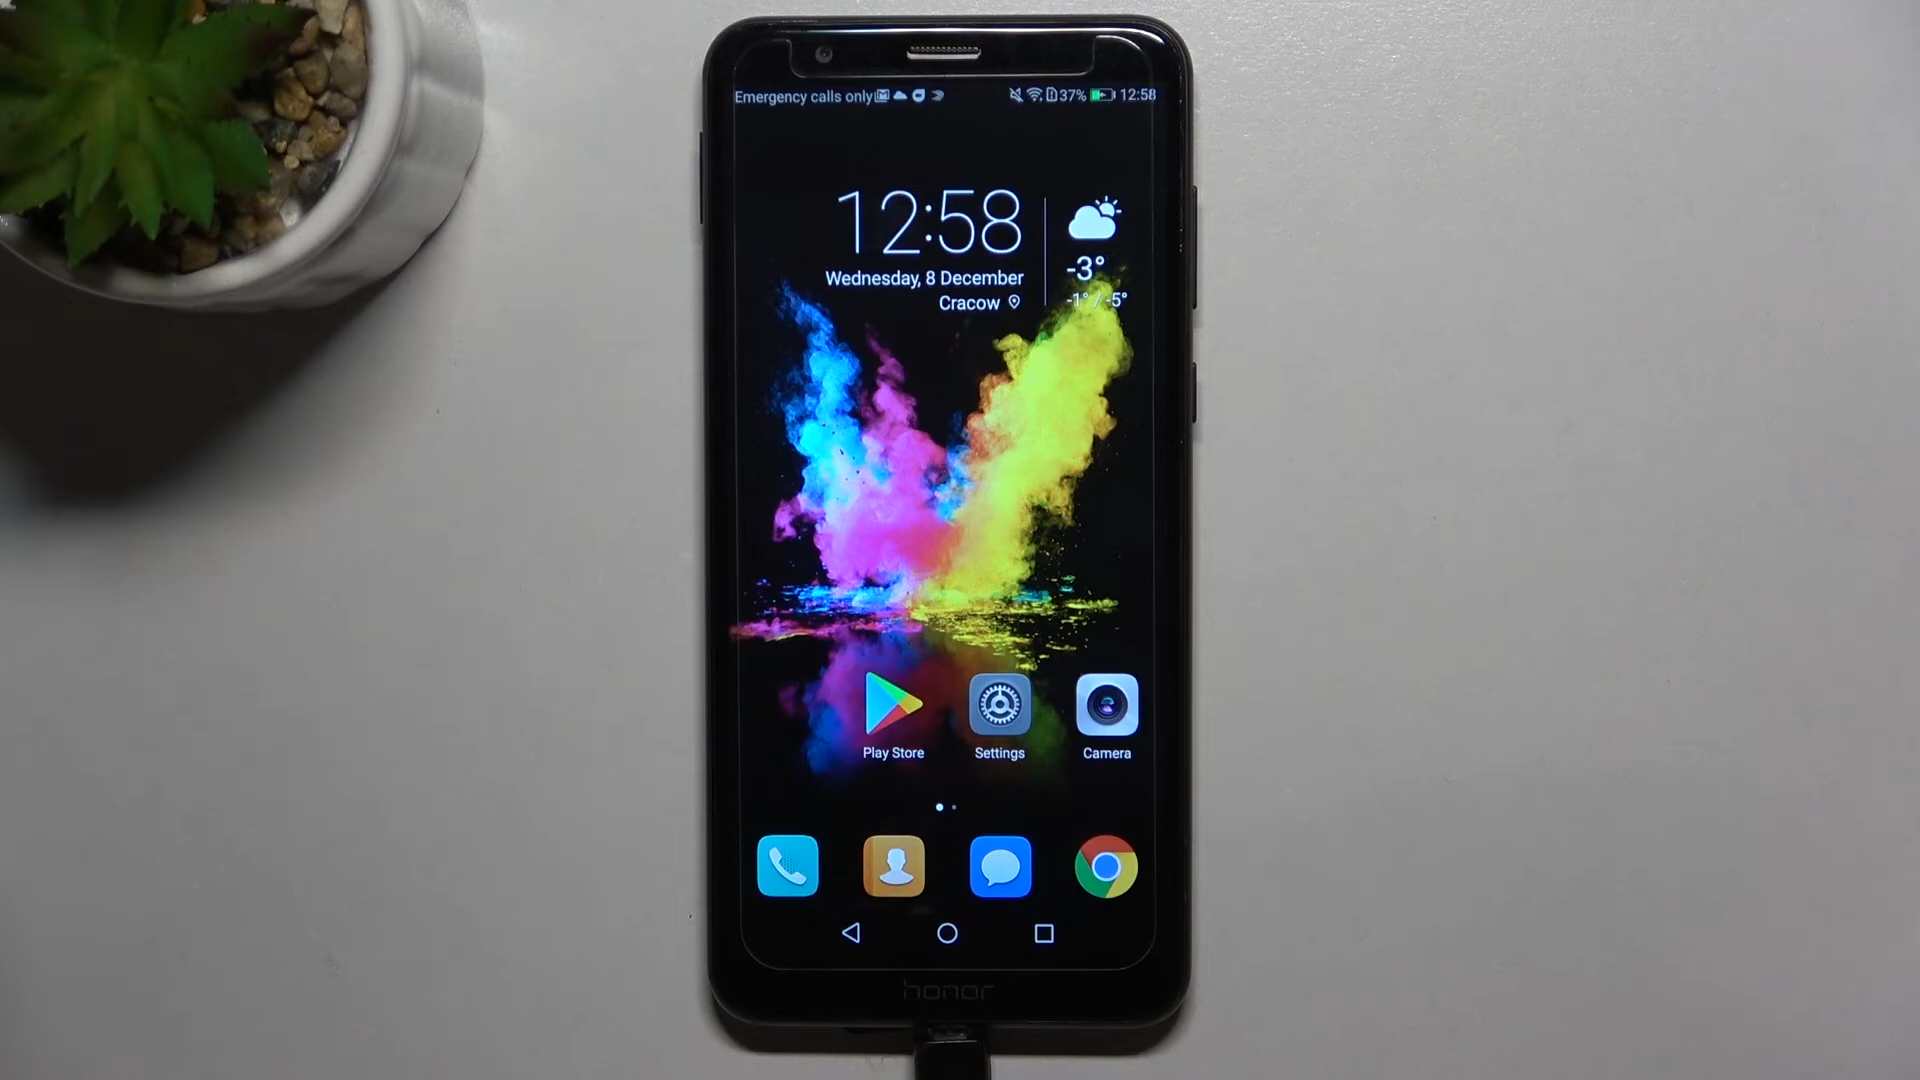 Emergency calls only 37% 12:58
12:58
Wednesday, 8 December
Cracow
-3°
-1° / -5°
Play Store Settings Camera
honor